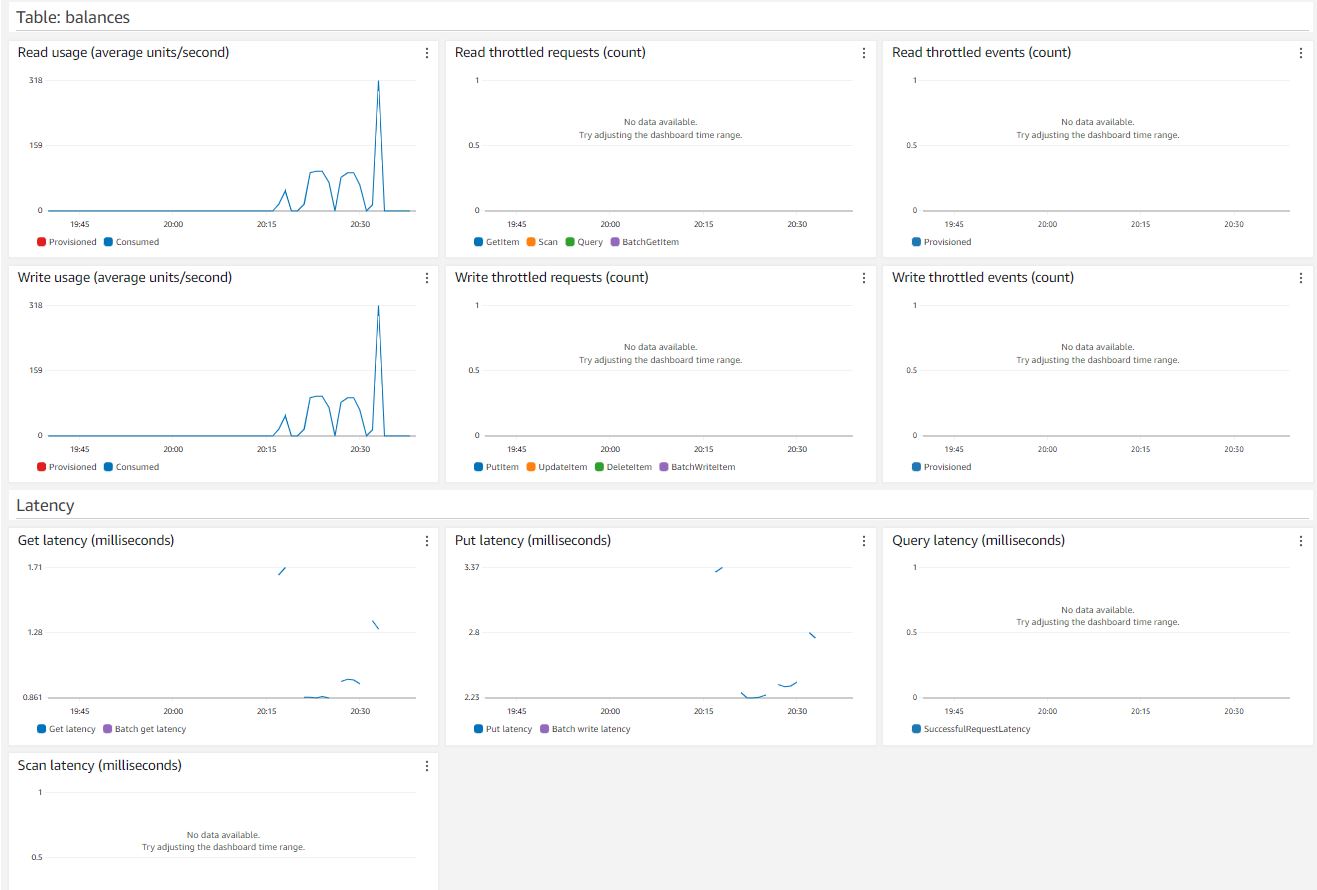 Table: balances
Read usage (average units/second)
318
159
0
19:45 20:00 20:15 20:30
Provisioned Consumed
Read throttled requests (count)
1
No data available.
Try adjusting the dashboard time range.
0.5
0
19:45 20:00 20:15 20:30
GetItem Scan Query BatchGetItem
Read throttled events (count)
1
No data available.
Try adjusting the dashboard time range.
0.5
0
19:45 20:00 20:15 20:30
Provisioned
Write usage (average units/second)
318
159
0
19:45 20:00 20:15 20:30
Provisioned Consumed
Write throttled requests (count)
1
No data available.
Try adjusting the dashboard time range.
0.5
0
19:45 20:00 20:15 20:30
PutItem UpdateItem DeleteItem BatchWriteItem
Write throttled events (count)
1
No data available.
Try adjusting the dashboard time range.
0.5
0
19:45 20:00 20:15 20:30
Provisioned
Latency
Get latency (milliseconds)
1.71
1.28
0.861
19:45 20:00 20:15 20:30
Get latency Batch get latency
Put latency (milliseconds)
3.37
2.8
2.23
19:45 20:00 20:15 20:30
Put latency Batch write latency
Query latency (milliseconds)
1
No data available.
Try adjusting the dashboard time range.
0.5
0
19:45 20:00 20:15 20:30
SuccessfulRequestLatency
Scan latency (milliseconds)
1
No data available.
Try adjusting the dashboard time range.
0.5